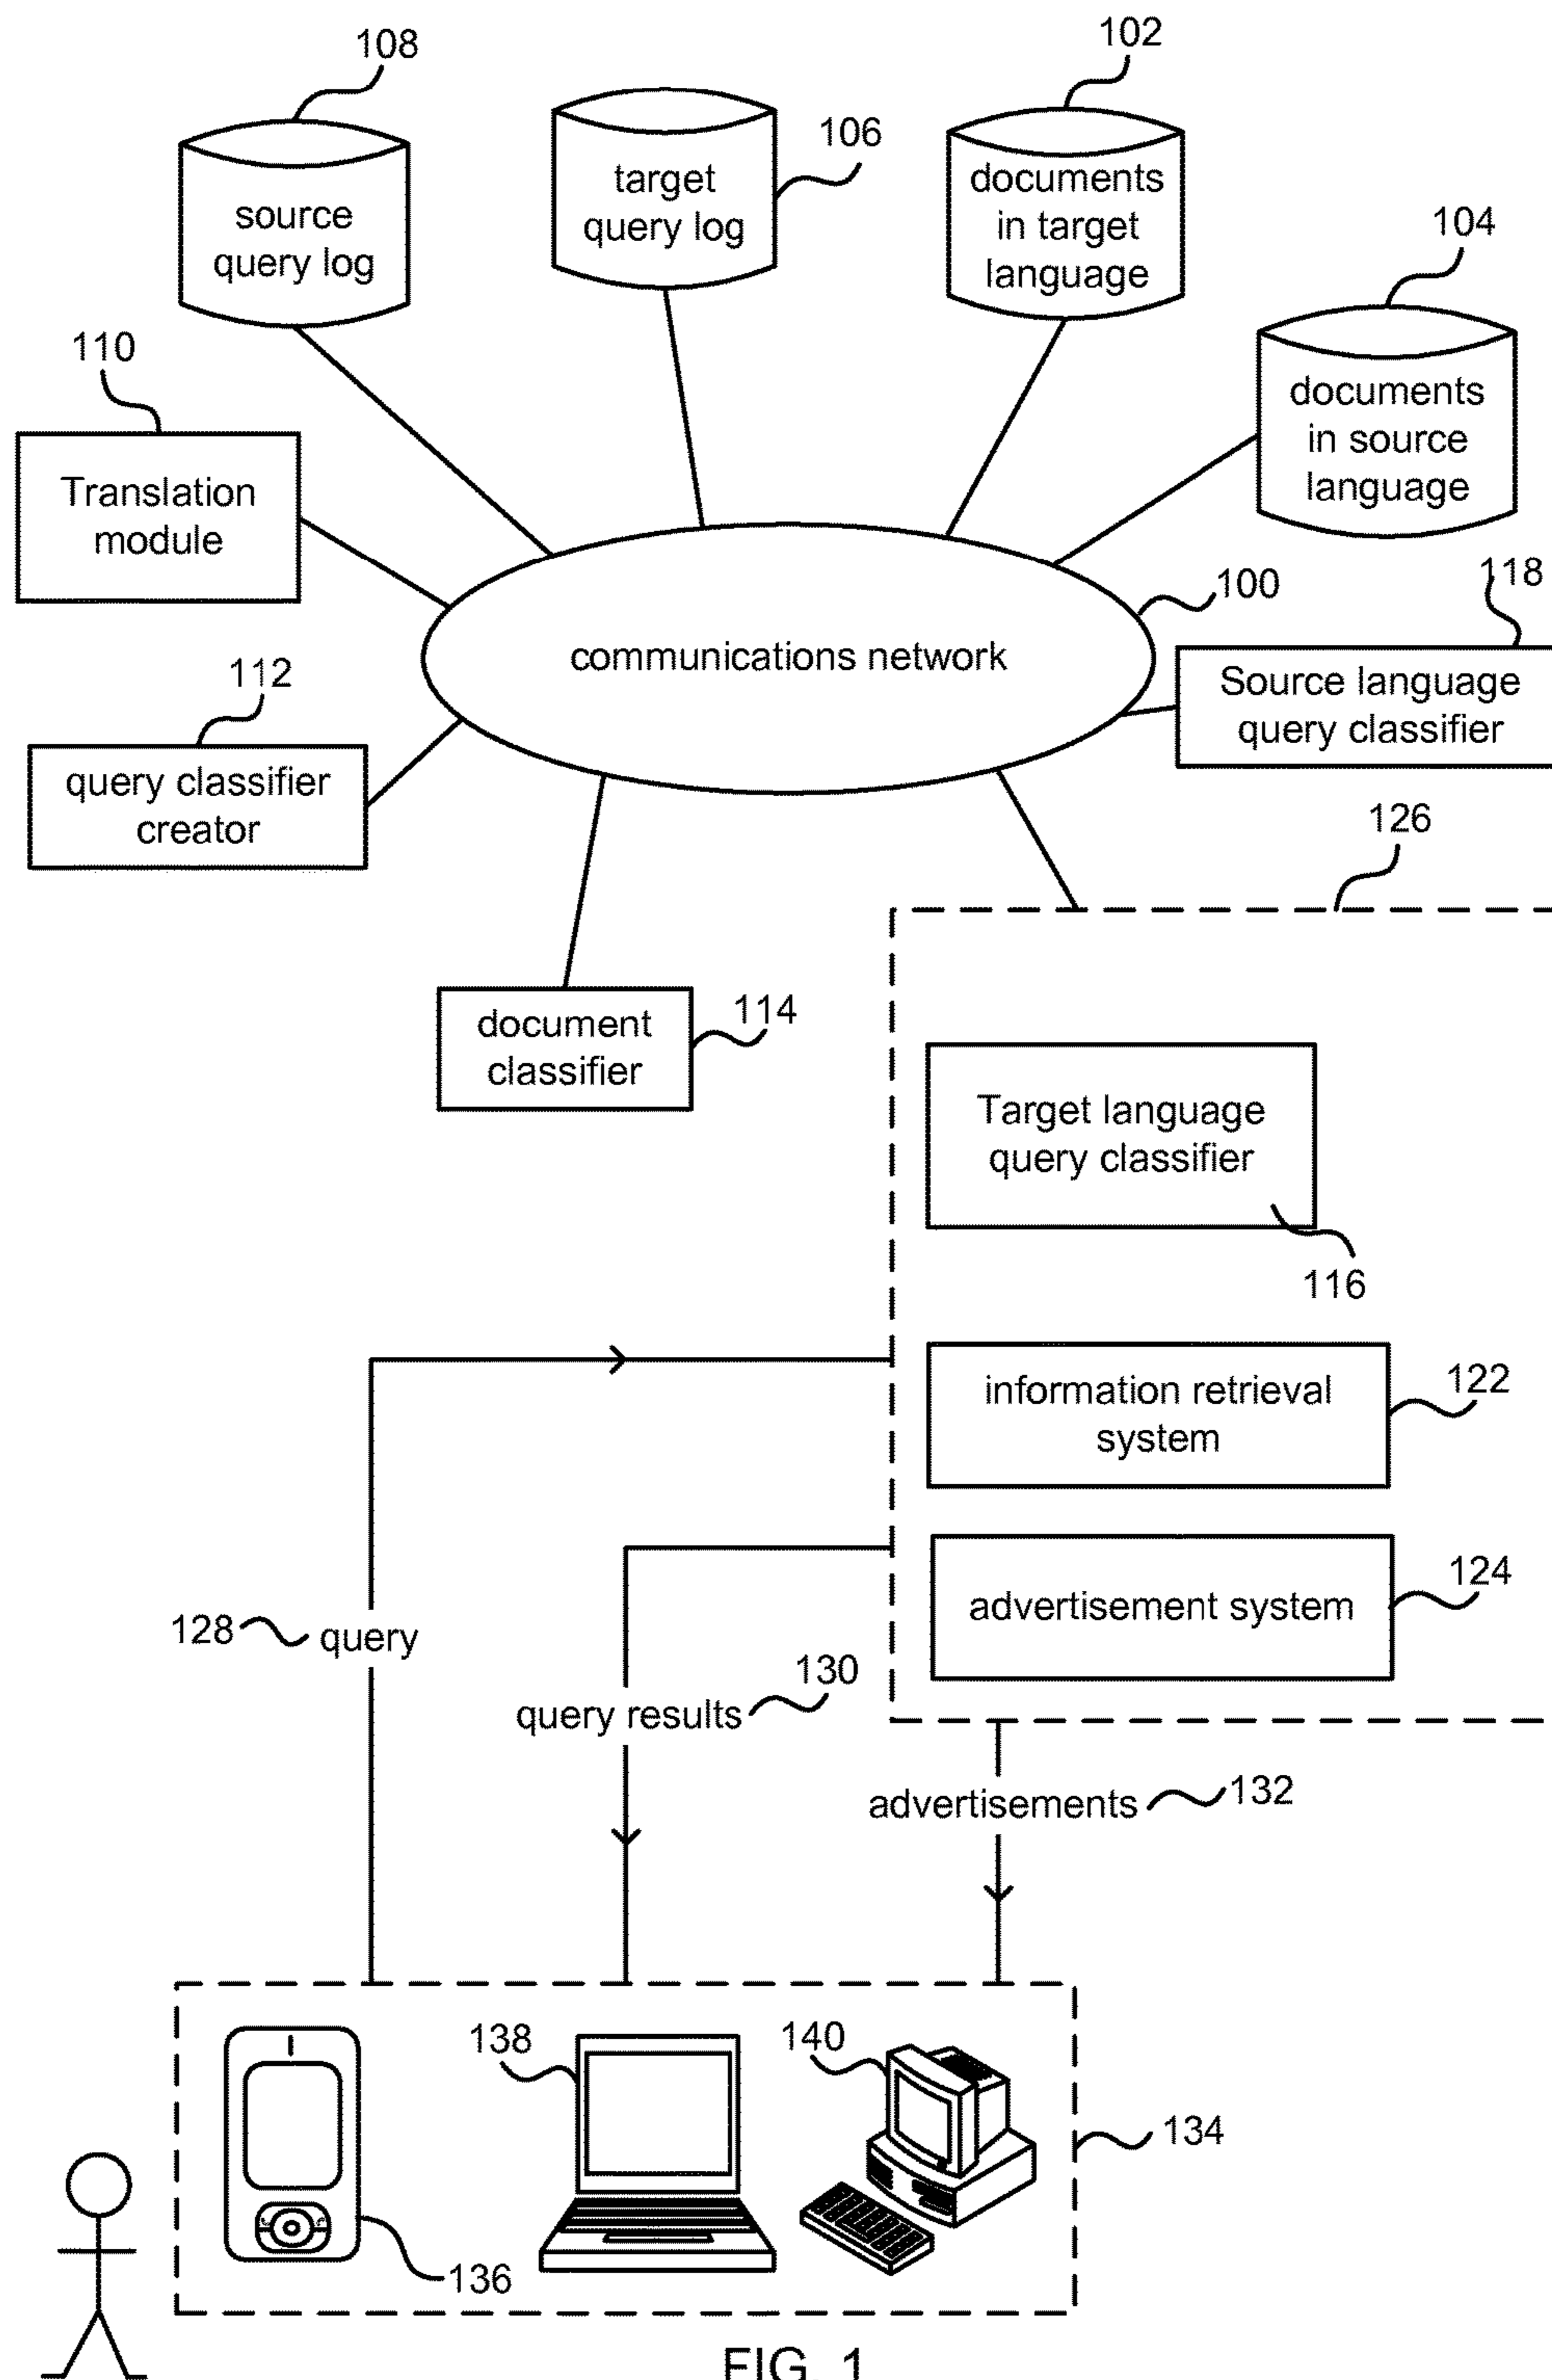 108
102
106
104
source
query log
target
query log
documents
in target
language
documents
in source
language
110
Translation
module
100
118
communications network
Source language
query classifier
112
query classifier
creator
126
document
classifier
114
Target language
query classifier
116
information retrieval
system
122
advertisement system
124
128
query
130
query results
advertisements
132
138
140
134
136
FIG. 1